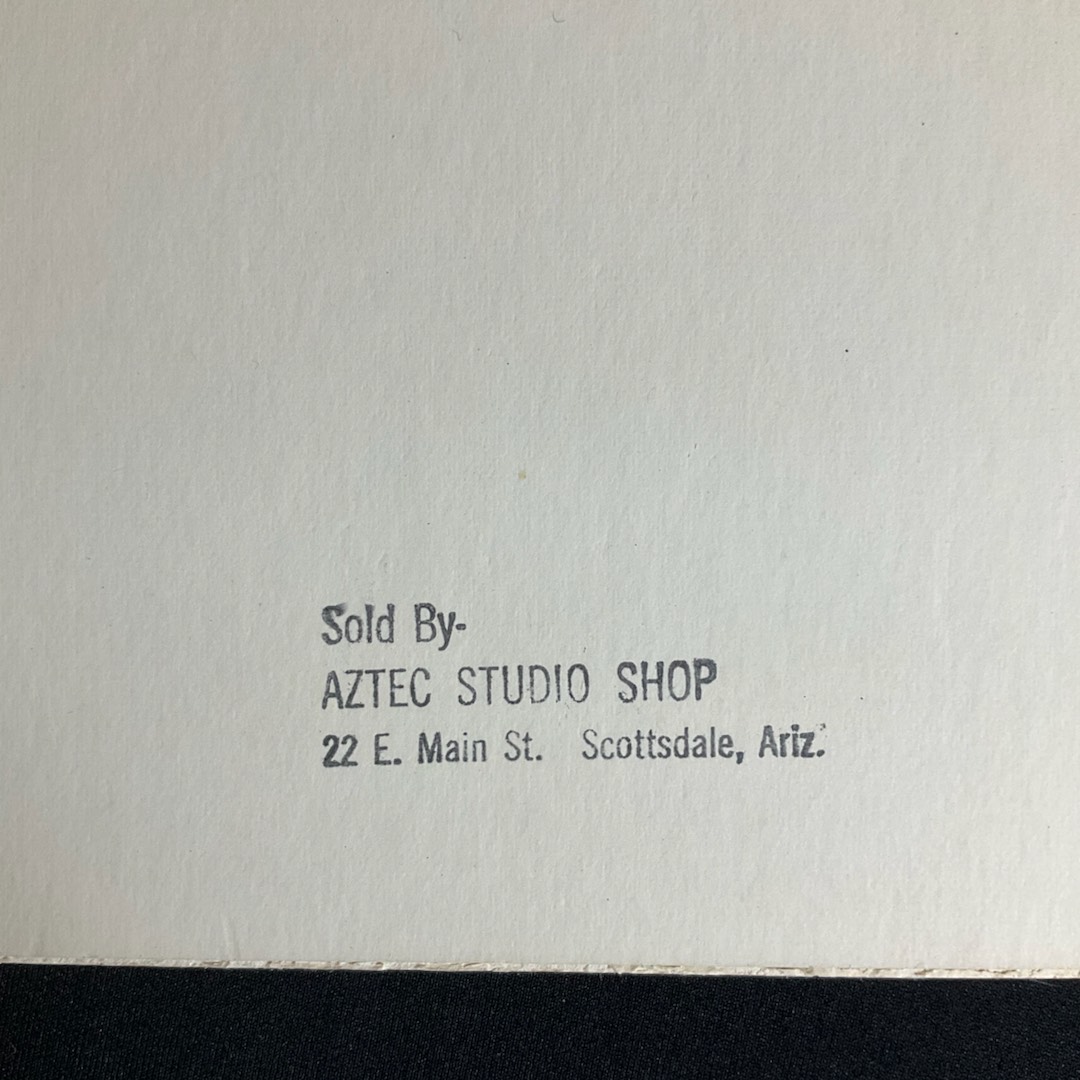 Sold By-
AZTEC STUDIO SHOP
22 E. Main St. Scottsdale, Ariz.